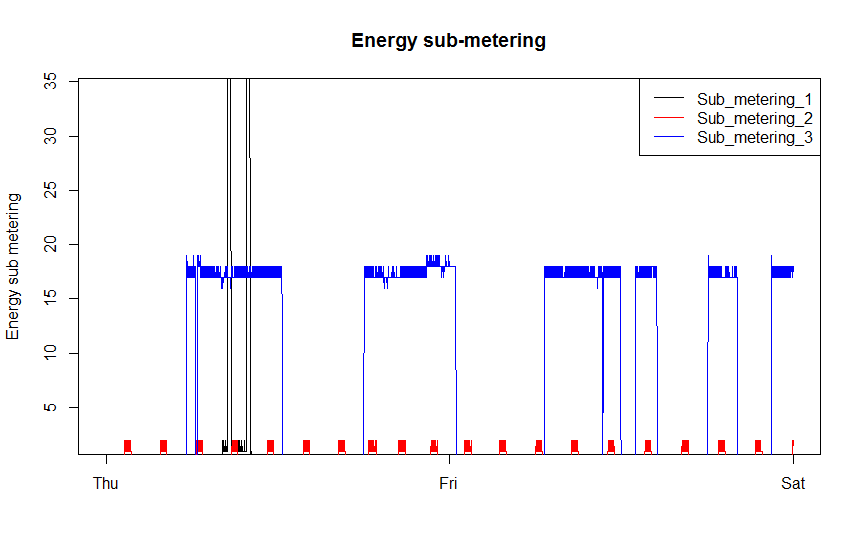 Energy sub-metering
Energy sub metering
35
30
25
20
15
10
5
Sub_metering_1
Sub_metering_2
Sub_metering_3
Thu
Fri
Sat